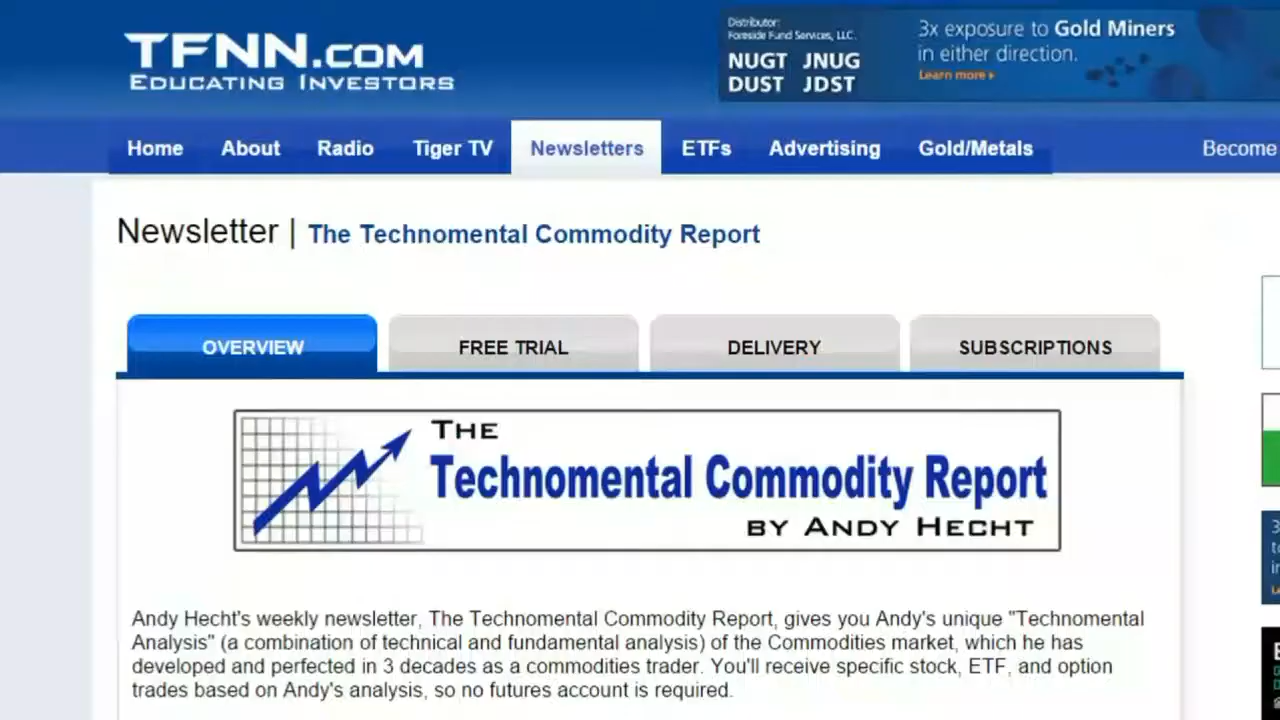 TFNN.COM
EDUCATING INVESTORS
Distributor:
Foreside Fund Services, LLC.
NUGT JNUG
DUST JDST
3x exposure to Gold Miners
in either direction.
Learn more
Home About Radio Tiger TV Newsletters ETFs Advertising Gold/Metals Become
Newsletter | The Technomental Commodity Report
OVERVIEW FREE TRIAL DELIVERY SUBSCRIPTIONS
THE
Technomental Commodity Report
BY ANDY HECHT
Andy Hecht's weekly newsletter, The Technomental Commodity Report, gives you Andy's unique "Technomental
Analysis" (a combination of technical and fundamental analysis) of the Commodities market, which he has
developed and perfected in 3 decades as a commodities trader. You'll receive specific stock, ETF, and option
trades based on Andy's analysis, so no futures account is required.